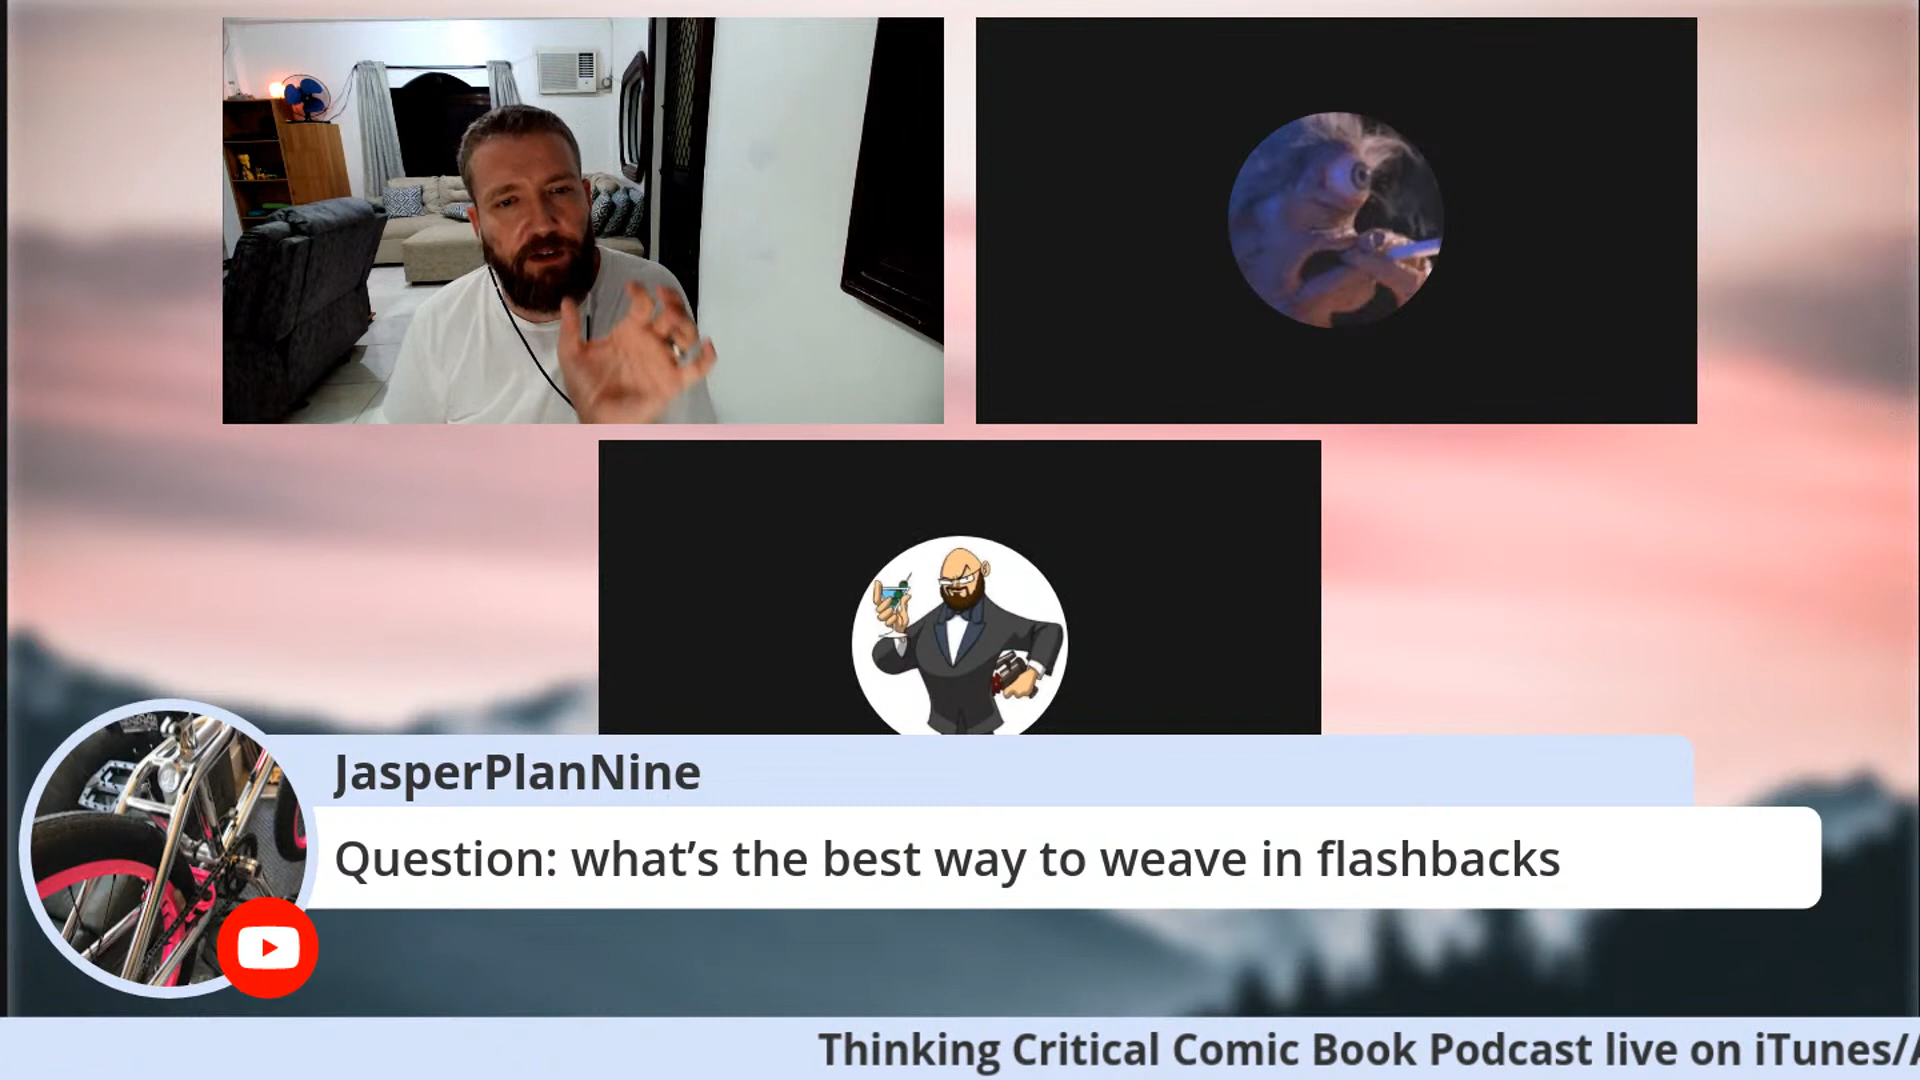 JasperPlanNine
Question: what’s the best way to weave in flashbacks
Thinking Critical Comic Book Podcast live on iTunes//